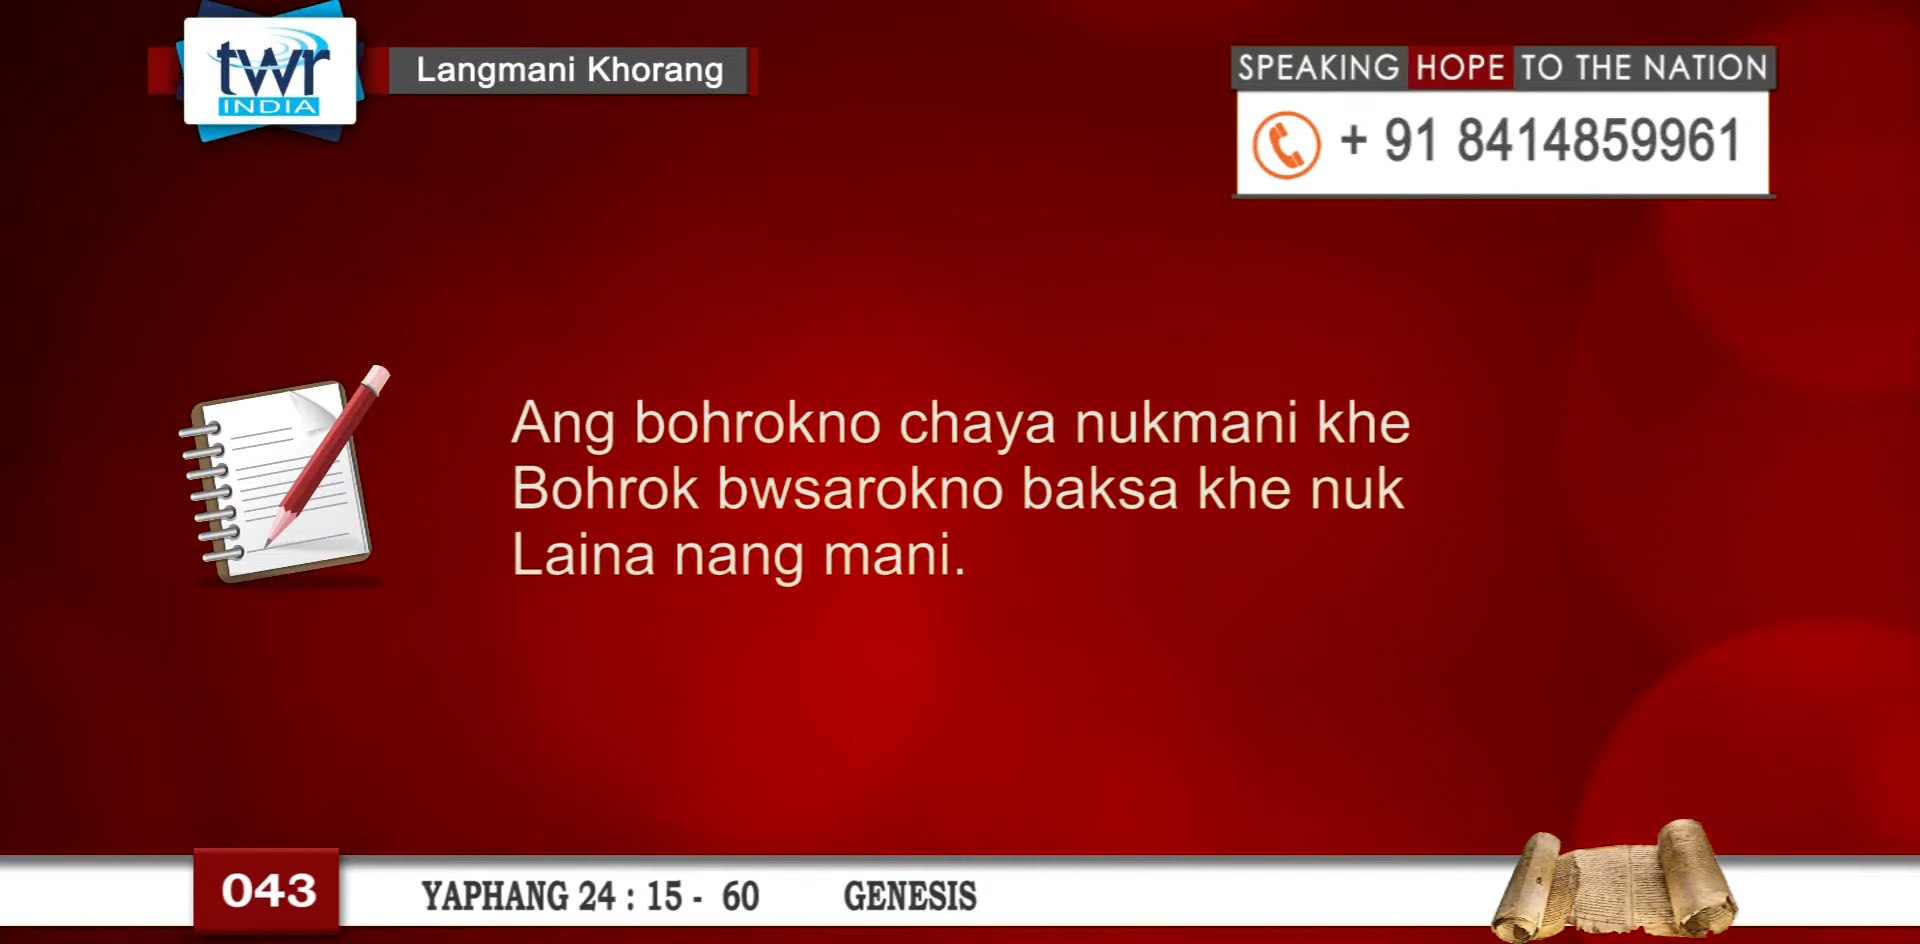 twr
INDIA
Langmani Khorang
SPEAKING HOPE TO THE NATION
+ 91 8414859961
Ang bohrokno chaya nukmani khe
Bohrok bwsarokno baksa khe nuk
Laina nang mani.
043
YAPHANG 24 : 15 - 60 GENESIS